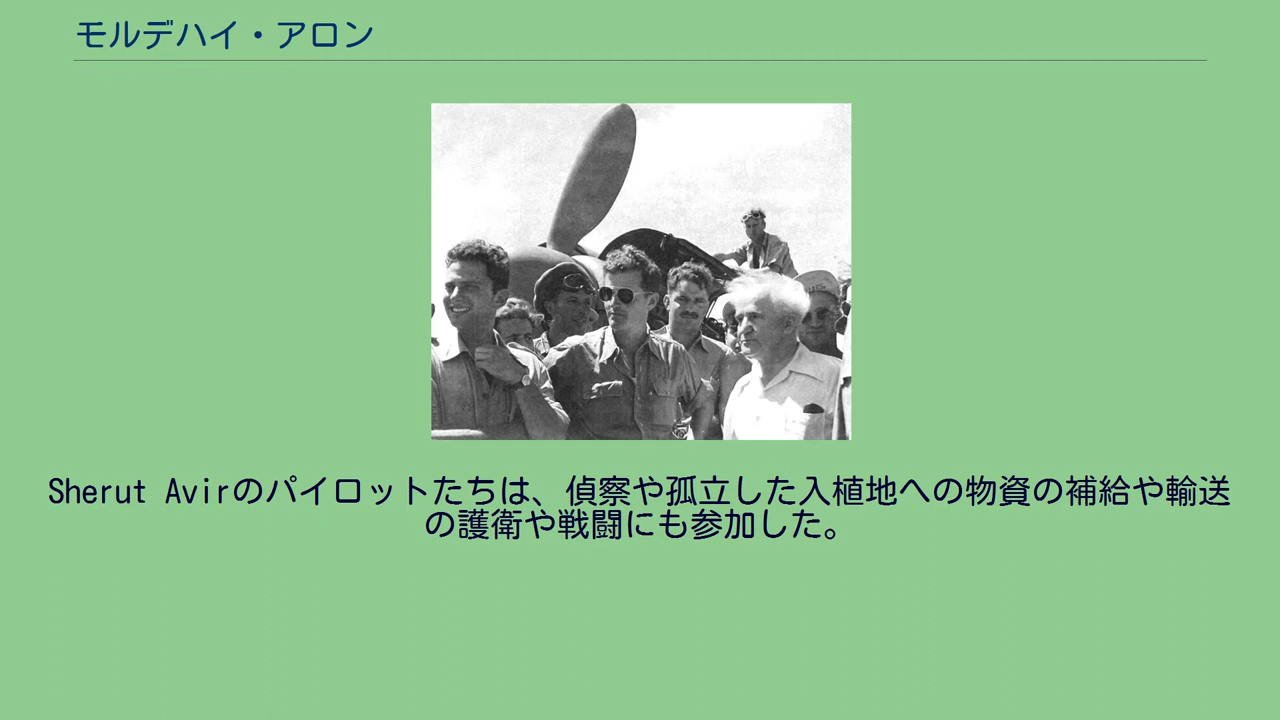 モルデハイ・アロン
Sherut Avirのパイロットたちは、偵察や孤立した入植地への物資の補給や輸送
の護衛や戦闘にも参加した。